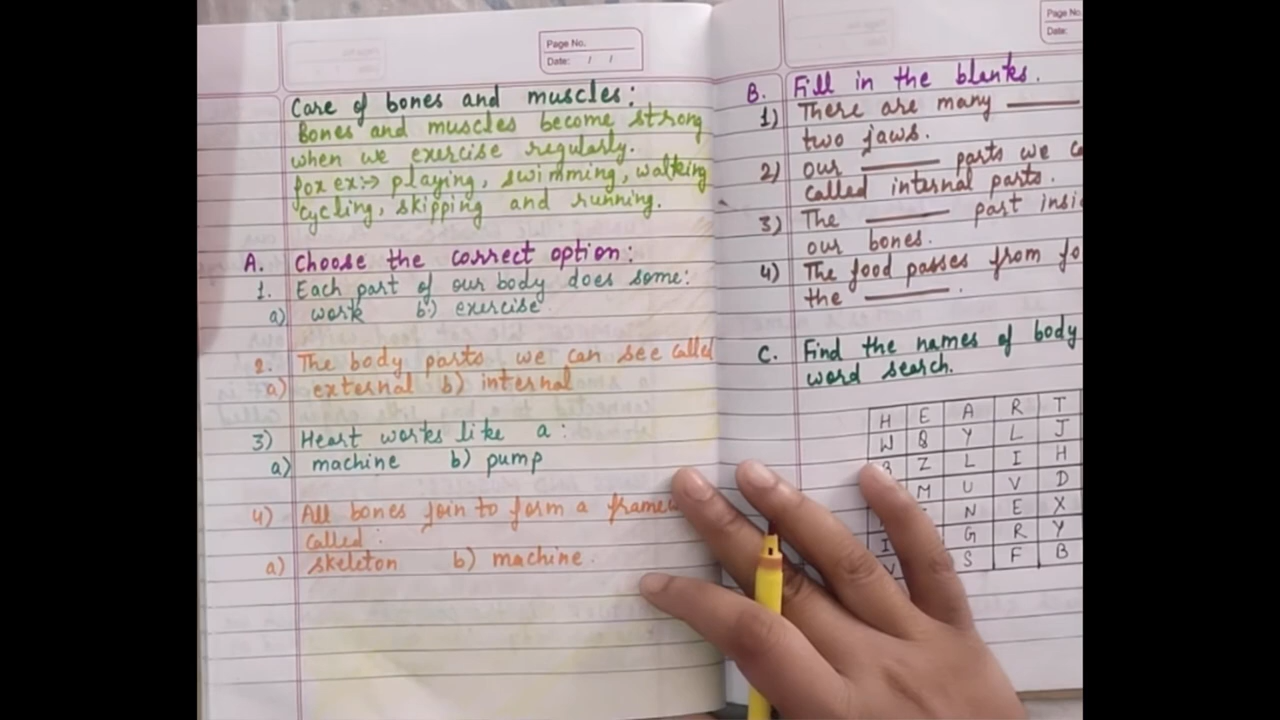 Page No.
Date: / /
Care of bones and muscles:
Bones and muscles become strong
when we exercise regularly.
for ex:→ playing, swimming, walking
cycling, skipping and running.
A. Choose the correct option:
1. Each part of our body does some:
a) work b) exercise.
2. The body parts we can see called
a) external b) internal
3) Heart works like a:
a) machine b) pump
4) All bones join to form a
called:
a) skeleton b) machine.
Page No.
Date:
B. Fill in the blanks.
1) There are many ____
two jaws.
2) our ____ parts we
called internal parts.
3) The ____ part
our bones.
4) The food passes from
the ____.
C. Find the names of body
word search.
H E A R T
W Q Y L J
Z L I H
M U V D
N E X
I G R Y
S F B